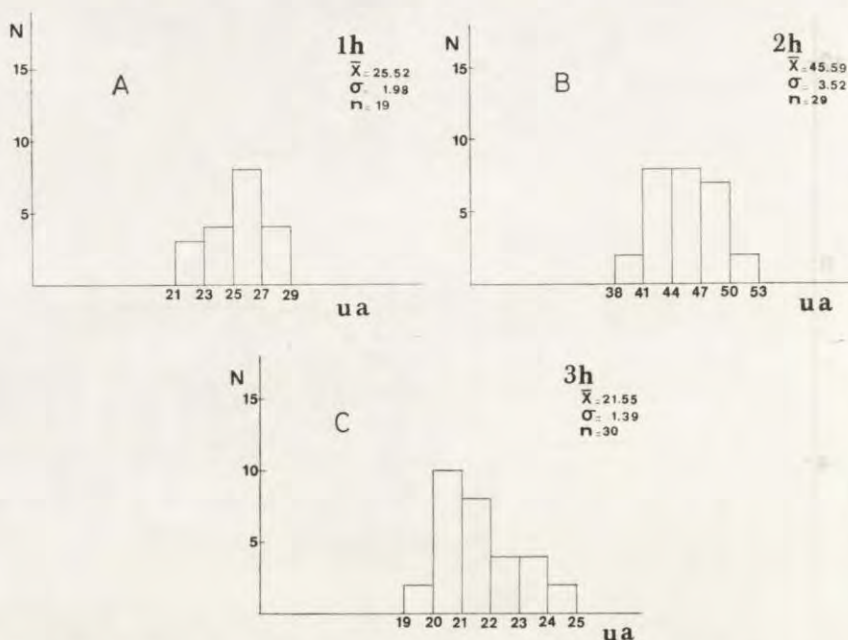 N
1h
X̄=25.52
σ= 1.98
n=19
A
15
10
5
21 23 25 27 29
ua
N
2h
X̄=45.59
σ= 3.52
n=29
B
15
10
5
38 41 44 47 50 53
ua
N
3h
X̄=21.55
σ= 1.39
n=30
C
15
10
5
19 20 21 22 23 24 25
ua